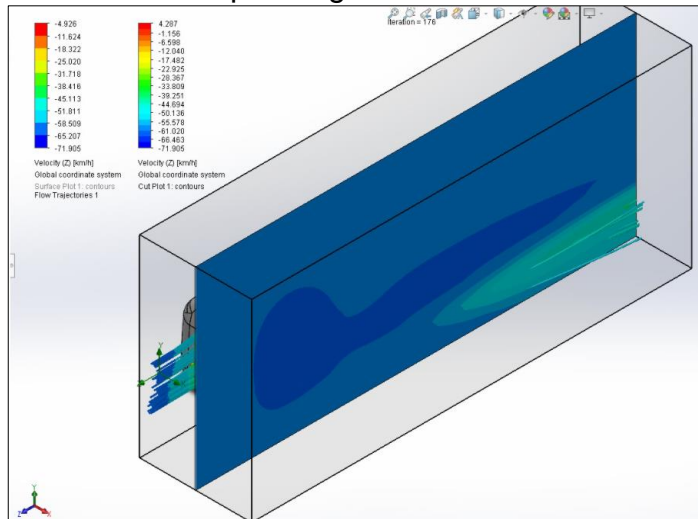 Iteration = 176
-4.926
-11.624
-18.322
-25.020
-31.718
-38.416
-45.113
-51.811
-58.509
-65.207
-71.905
Velocity (Z) [km/h]
Global coordinate system
Surface Plot 1: contours
Flow Trajectories 1
4.287
-1.156
-6.598
-12.040
-17.482
-22.925
-28.367
-33.809
-39.251
-44.694
-50.136
-55.578
-61.020
-66.463
-71.905
Velocity (Z) [km/h]
Global coordinate system
Cut Plot 1: contours
Y
Y
Z
X